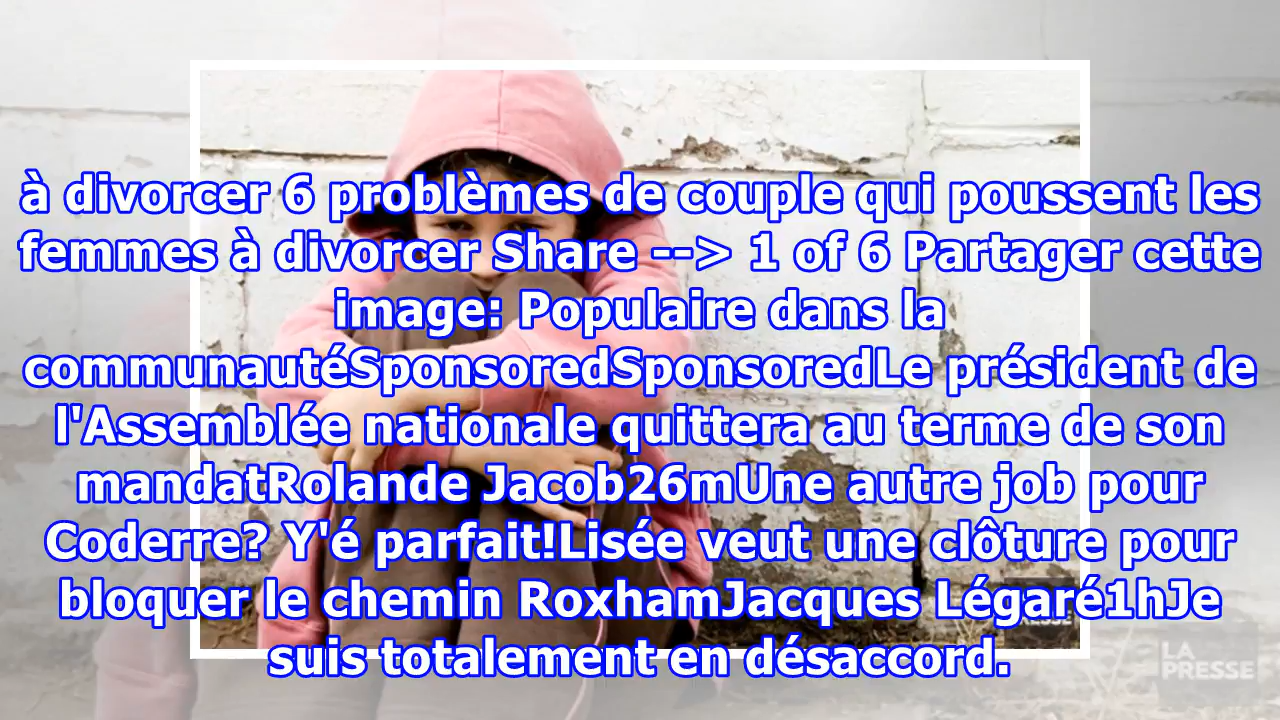 à divorcer 6 problèmes de couple qui poussent les
femmes à divorcer Share --> 1 of 6 Partager cette
image: Populaire dans la
communautéSponsoredSponsoredLe président de
l'Assemblée nationale quittera au terme de son
mandatRolande Jacob26mUne autre job pour
Coderre? Y'é parfait!Lisée veut une clôture pour
bloquer le chemin RoxhamJacques Légaré1hJe
suis totalement en désaccord.
LA
PRESSE
PRESSE